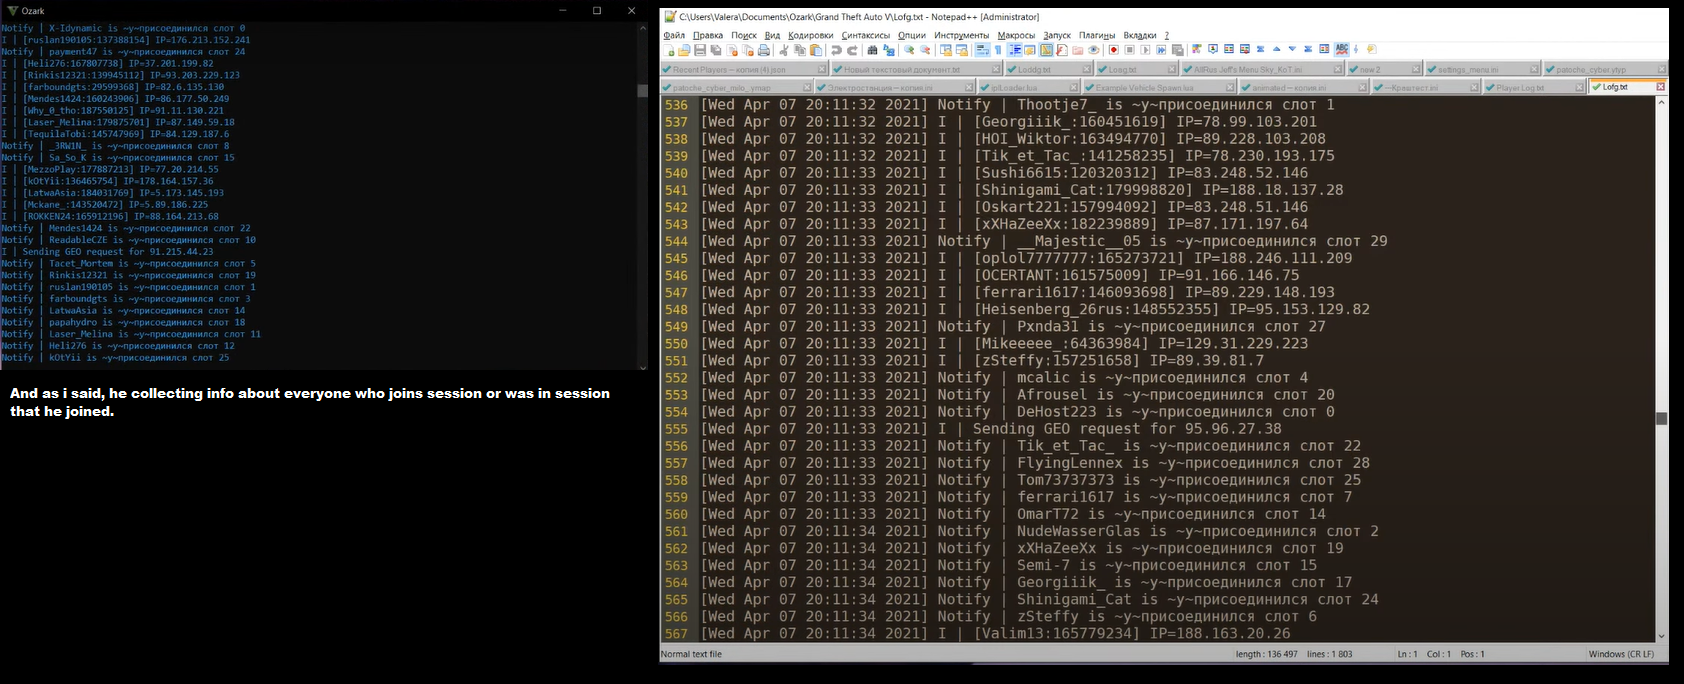 Ozark
Notify | X-Idynamic is ~y~присоединился слот 0
I | [ruslan190105:137388154] IP=176.213.152.241
Notify | payment47 is ~y~присоединился слот 24
I | [Heli276:167807738] IP=37.201.199.82
I | [Rinkis12321:139945112] IP=93.203.229.123
I | [farboundgts:29599368] IP=82.6.135.130
I | [Mendes1424:160243906] IP=86.177.50.249
I | [Why_0_tho:187550125] IP=91.11.130.221
I | [Laser_Melina:179875701] IP=87.149.59.18
I | [TequilaTobi:145747969] IP=84.129.187.6
Notify | _3RW1N_ is ~y~присоединился слот 8
Notify | Sa_So_K is ~y~присоединился слот 15
I | [MezzoPlay:177887213] IP=77.20.214.55
I | [kOtYii:136465754] IP=178.164.157.36
I | [LatwaAsia:184031769] IP=5.173.145.193
I | [Mckane_:143520472] IP=5.89.186.225
I | [ROKKEN24:165912196] IP=88.164.213.68
Notify | Mendes1424 is ~y~присоединился слот 22
Notify | ReadableCZE is ~y~присоединился слот 10
I | Sending GEO request for 91.215.44.23
Notify | Tacet_Mortem is ~y~присоединился слот 5
Notify | Rinkis12321 is ~y~присоединился слот 19
Notify | ruslan190105 is ~y~присоединился слот 1
Notify | farboundgts is ~y~присоединился слот 3
Notify | LatwaAsia is ~y~присоединился слот 14
Notify | papahydro is ~y~присоединился слот 18
Notify | Laser_Melina is ~y~присоединился слот 11
Notify | Heli276 is ~y~присоединился слот 12
Notify | kOtYii is ~y~присоединился слот 25
And as i said, he collecting info about everyone who joins session or was in session
that he joined.
C:\Users\Valera\Documents\Ozark\Grand Theft Auto V\Lofg.txt - Notepad++ [Administrator]
Файл Правка Поиск Вид Кодировки Синтаксисы Опции Инструменты Макросы Запуск Плагины Вкладки ?
Recent Players – копия (4).json Новый текстовый документ.txt Loddg.txt Losig.txt AllRus Jeff's Menu Sky_KoT.ini new 2 settings_menu.ini patoche_cyber.ytyp
patoche_cyber_milo_.ymap Электростанция – копия.ini ipLoader.lua Example Vehicle Spawn.lua animated – копия.ini Player Log.txt Lofg.txt
536 [Wed Apr 07 20:11:32 2021] Notify | Thootje7_ is ~y~присоединился слот 1
537 [Wed Apr 07 20:11:32 2021] I | [Georgiiik_:160451619] IP=78.99.103.201
538 [Wed Apr 07 20:11:32 2021] I | [HOI_Wiktor:163494770] IP=89.228.103.208
539 [Wed Apr 07 20:11:32 2021] I | [Tik_et_Tac_:141258235] IP=78.230.193.175
540 [Wed Apr 07 20:11:33 2021] I | [Sushi6615:120320312] IP=83.248.52.146
541 [Wed Apr 07 20:11:33 2021] I | [Shinigami_Cat:179998820] IP=188.18.137.28
542 [Wed Apr 07 20:11:33 2021] I | [Oskart221:157994092] IP=83.248.51.146
543 [Wed Apr 07 20:11:33 2021] I | [xXHaZeeXx:182239889] IP=87.171.197.64
544 [Wed Apr 07 20:11:33 2021] Notify | __Majestic__05 is ~y~присоединился слот 29
545 [Wed Apr 07 20:11:33 2021] I | [oplol7777777:165273721] IP=188.246.111.209
546 [Wed Apr 07 20:11:33 2021] I | [OCERTANT:161575009] IP=91.166.146.75
547 [Wed Apr 07 20:11:33 2021] I | [ferrari1617:146093698] IP=89.229.148.193
548 [Wed Apr 07 20:11:33 2021] I | [Heisenberg_26rus:148552355] IP=95.153.129.82
549 [Wed Apr 07 20:11:33 2021] Notify | Pxnda31 is ~y~присоединился слот 27
550 [Wed Apr 07 20:11:33 2021] I | [Mikeeeee_:64363984] IP=129.31.229.223
551 [Wed Apr 07 20:11:33 2021] I | [zSteffy:157251658] IP=89.39.81.7
552 [Wed Apr 07 20:11:33 2021] Notify | mcalic is ~y~присоединился слот 4
553 [Wed Apr 07 20:11:33 2021] Notify | Afrousel is ~y~присоединился слот 20
554 [Wed Apr 07 20:11:33 2021] Notify | DeHost223 is ~y~присоединился слот 0
555 [Wed Apr 07 20:11:33 2021] I | Sending GEO request for 95.96.27.38
556 [Wed Apr 07 20:11:33 2021] Notify | Tik_et_Tac_ is ~y~присоединился слот 22
557 [Wed Apr 07 20:11:33 2021] Notify | FlyingLennex is ~y~присоединился слот 28
558 [Wed Apr 07 20:11:33 2021] Notify | Tom73737373 is ~y~присоединился слот 25
559 [Wed Apr 07 20:11:33 2021] Notify | ferrari1617 is ~y~присоединился слот 7
560 [Wed Apr 07 20:11:33 2021] Notify | OmarT72 is ~y~присоединился слот 14
561 [Wed Apr 07 20:11:34 2021] Notify | NudeWasserGlas is ~y~присоединился слот 2
562 [Wed Apr 07 20:11:34 2021] Notify | xXHaZeeXx is ~y~присоединился слот 19
563 [Wed Apr 07 20:11:34 2021] Notify | Semi-7 is ~y~присоединился слот 15
564 [Wed Apr 07 20:11:34 2021] Notify | Georgiiik_ is ~y~присоединился слот 17
565 [Wed Apr 07 20:11:34 2021] Notify | Shinigami_Cat is ~y~присоединился слот 24
566 [Wed Apr 07 20:11:34 2021] Notify | zSteffy is ~y~присоединился слот 6
567 [Wed Apr 07 20:11:34 2021] I | [Valim13:165779234] IP=188.163.20.26
Normal text file length : 136 497 lines : 1 803 Ln : 1 Col : 1 Pos : 1 Windows (CR LF)